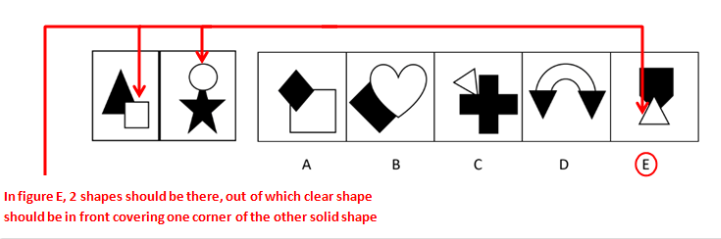 A B C D E
In figure E, 2 shapes should be there, out of which clear shape
should be in front covering one corner of the other solid shape